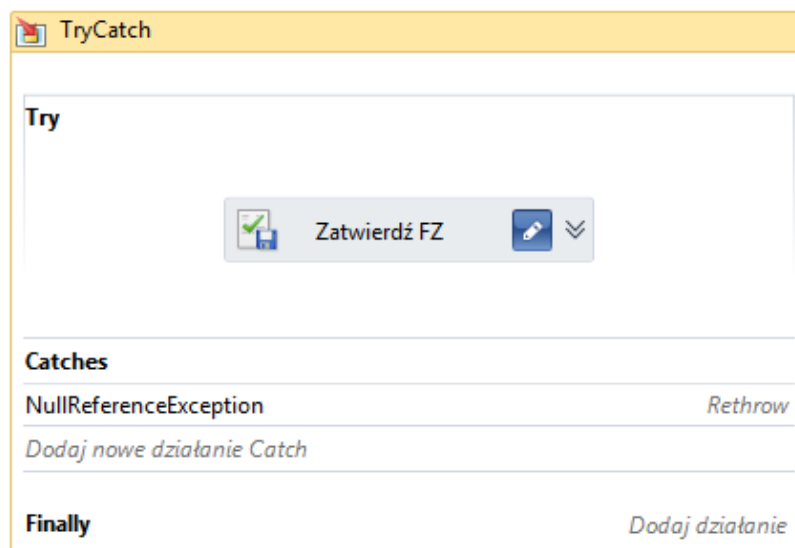 TryCatch
Try
Zatwierdź FZ
Catches
NullReferenceException Rethrow
Dodaj nowe działanie Catch
Finally Dodaj działanie